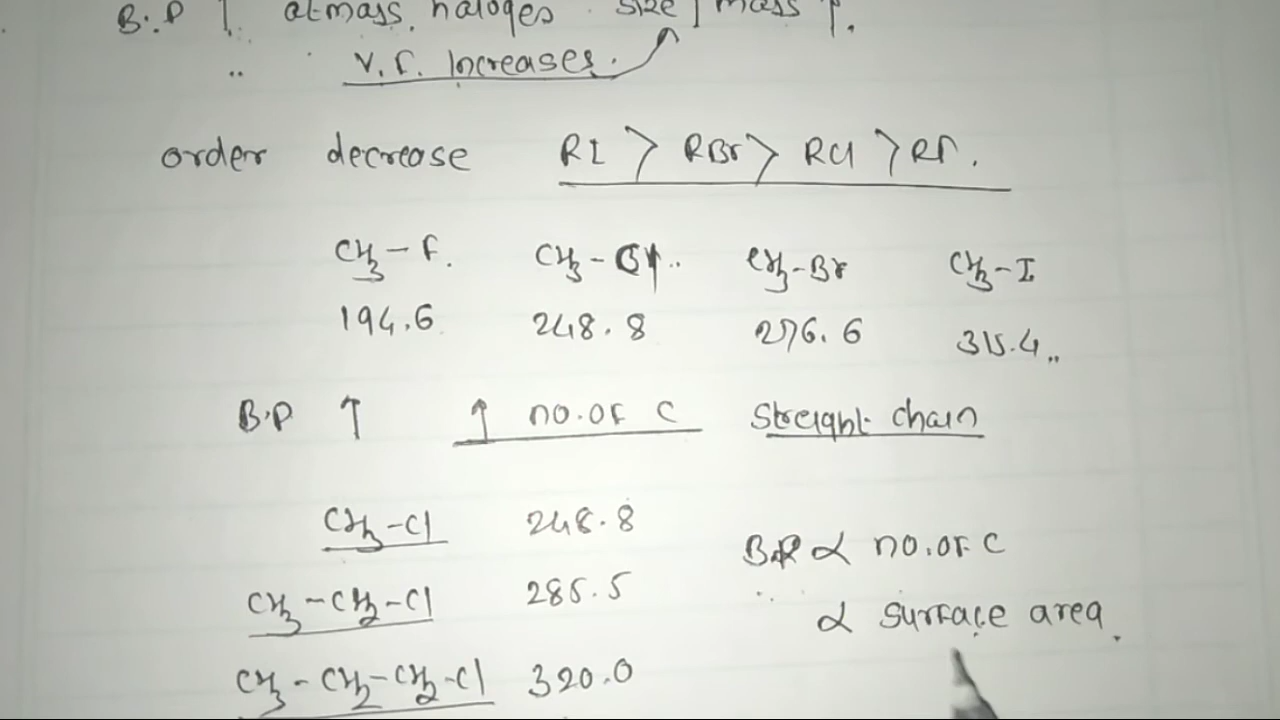 B.P ↑ at mass haloges size↑ mass ↑.
V.F. Increases.
order decrease RI > RBr > RCl > RF.
CH3-F. CH3-Cl.. CH3-Br CH3-I
194.6 248.8 276.6 315.4
B.P ↑ ↑ no.of C Streight chain
CH3-Cl 248.8
B.P ∝ no.of C
CH3-CH2-Cl 285.5
∝ Surface area.
CH3-CH2-CH2-Cl 320.0